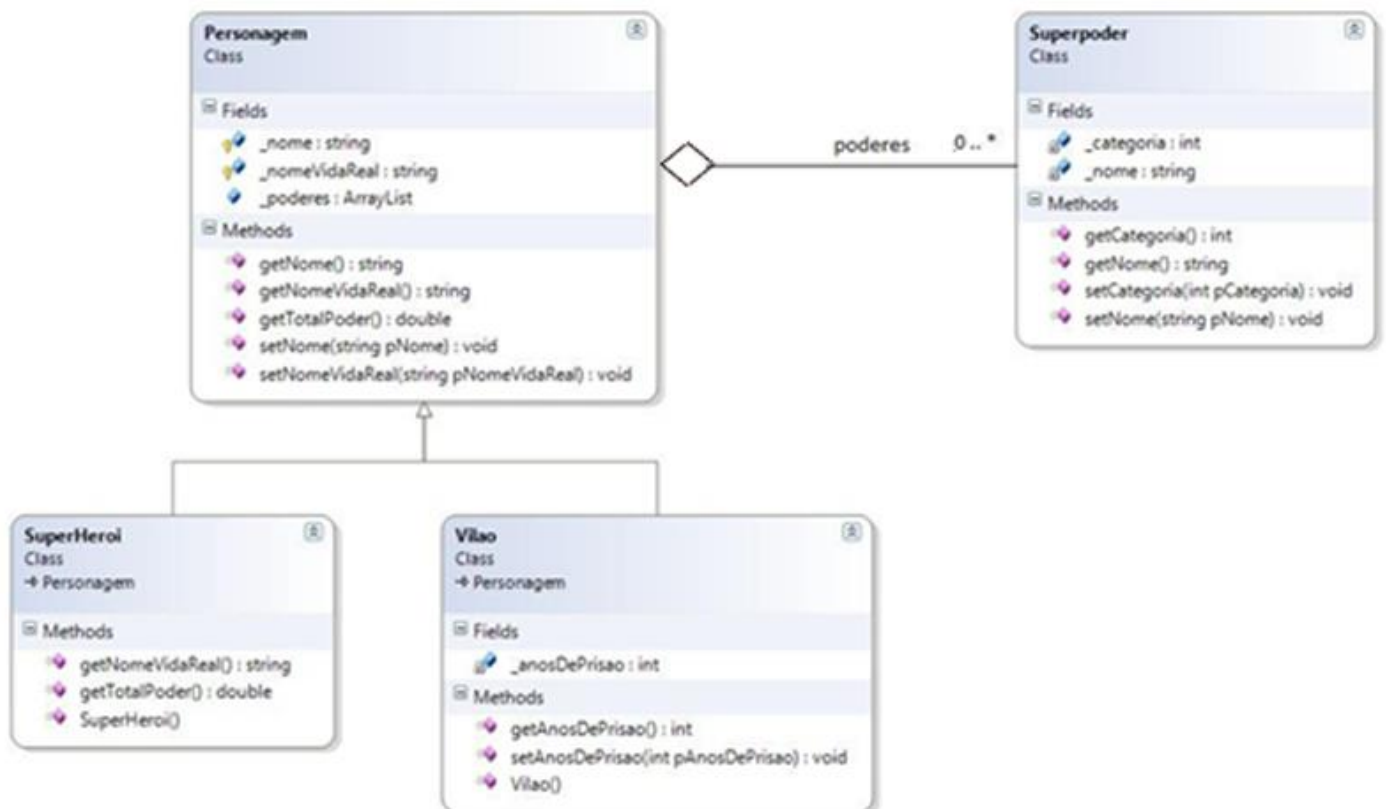 Personagem
Class
Fields
_nome : string
_nomeVidaReal : string
_poderes : ArrayList
Methods
getNome() : string
getNomeVidaReal() : string
getTotalPoder() : double
setNome(string pNome) : void
setNomeVidaReal(string pNomeVidaReal) : void
poderes 0..*
Superpoder
Class
Fields
_categoria : int
_nome : string
Methods
getCategoria() : int
getNome() : string
setCategoria(int pCategoria) : void
setNome(string pNome) : void
SuperHeroi
Class
Personagem
Methods
getNomeVidaReal() : string
getTotalPoder() : double
SuperHeroi()
Vilao
Class
Personagem
Fields
_anosDePrisao : int
Methods
getAnosDePrisao() : int
setAnosDePrisao(int pAnosDePrisao) : void
Vilao()